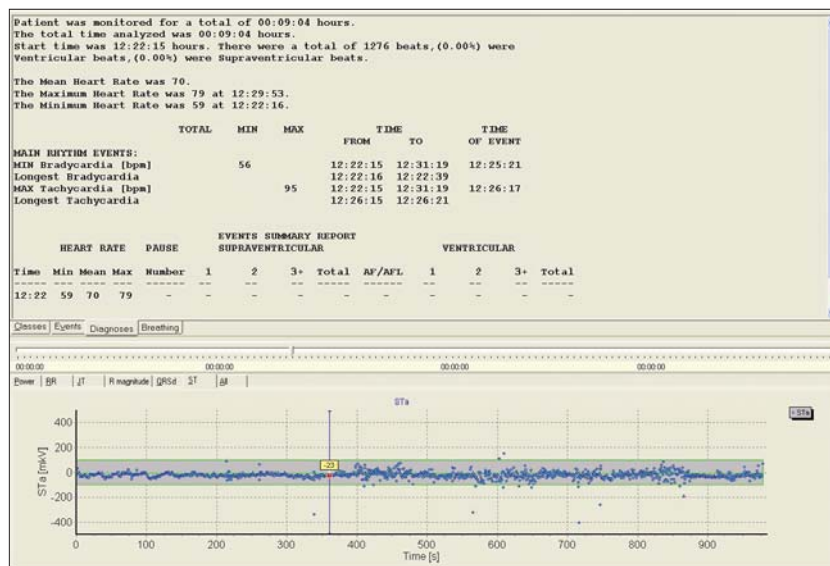 Patient was monitored for a total of 00:09:04 hours.
The total time analyzed was 00:09:04 hours.
Start time was 12:22:15 hours. There were a total of 1276 beats,(0.00%) were
Ventricular beats,(0.00%) were Supraventricular beats.
The Mean Heart Rate was 70.
The Maximum Heart Rate was 79 at 12:29:53.
The Minimum Heart Rate was 59 at 12:22:16.
TOTAL MIN MAX TIME TIME
FROM TO OF EVENT
MAIN RHYTHM EVENTS:
MIN Bradycardia [bpm] 56 12:22:15 12:31:19 12:25:21
Longest Bradycardia 12:22:16 12:22:39
MAX Tachycardia [bpm] 95 12:22:15 12:31:19 12:26:17
Longest Tachycardia 12:26:15 12:26:21
EVENTS SUMMARY REPORT
HEART RATE PAUSE SUPRAVENTRICULAR VENTRICULAR
Time Min Mean Max Number 1 2 3+ Total AF/AFL 1 2 3+ Total
----- --- ---- --- ------ -- -- -- ----- ------ -- -- -- -----
12:22 59 70 79 - - - - - - - - - -
Classes Events Diagnoses Breathing
00:00:00 00:00:00 00:00:00 00:00:00
Power RR JT R magnitude QRSd ST All
STa
STa
400
200
0
-200
-400
STa [mkV]
-23
0 100 200 300 400 500 600 700 800 900
Time [s]